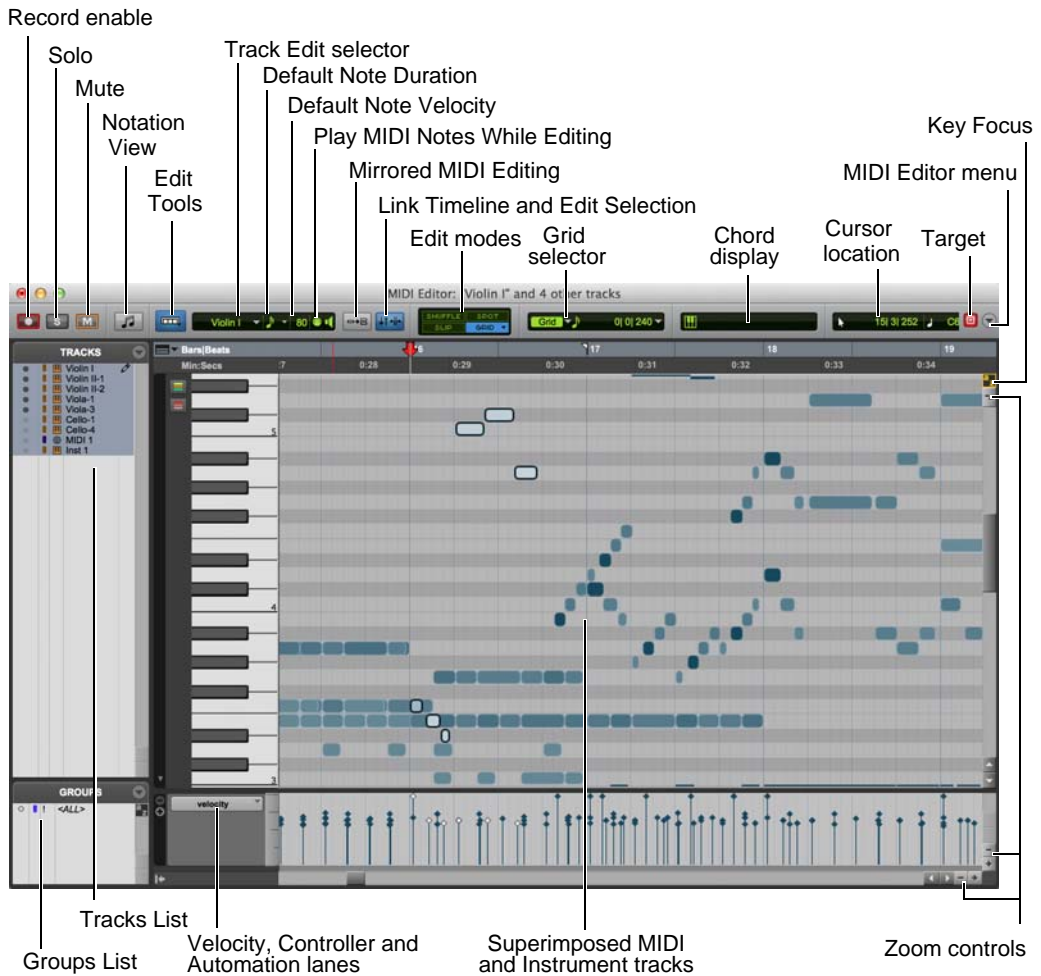 Record enable
Solo
Mute
Notation
View
Edit
Tools
Track Edit selector
Default Note Duration
Default Note Velocity
Play MIDI Notes While Editing
Mirrored MIDI Editing
Link Timeline and Edit Selection
Edit modes
Grid
selector
Chord
display
Cursor
location
Target
Key Focus
MIDI Editor menu
MIDI Editor: "Violin I" and 4 other tracks
S
M
Violin I
80
SHUFFLE SPOT
SLIP GRID
Grid
0| 0| 240
15| 3| 252
TRACKS
Violin I
Violin II-1
Violin II-2
Viola-1
Viola-3
Cello-1
Cello-4
MIDI 1
Inst 1
Bars|Beats
17 18 19
Min:Secs
0:28 0:29 0:30 0:31 0:32 0:33 0:34
5
4
3
GROUPS
! <ALL>
velocity
Tracks List
Groups List
Velocity, Controller and
Automation lanes
Superimposed MIDI
and Instrument tracks
Zoom controls